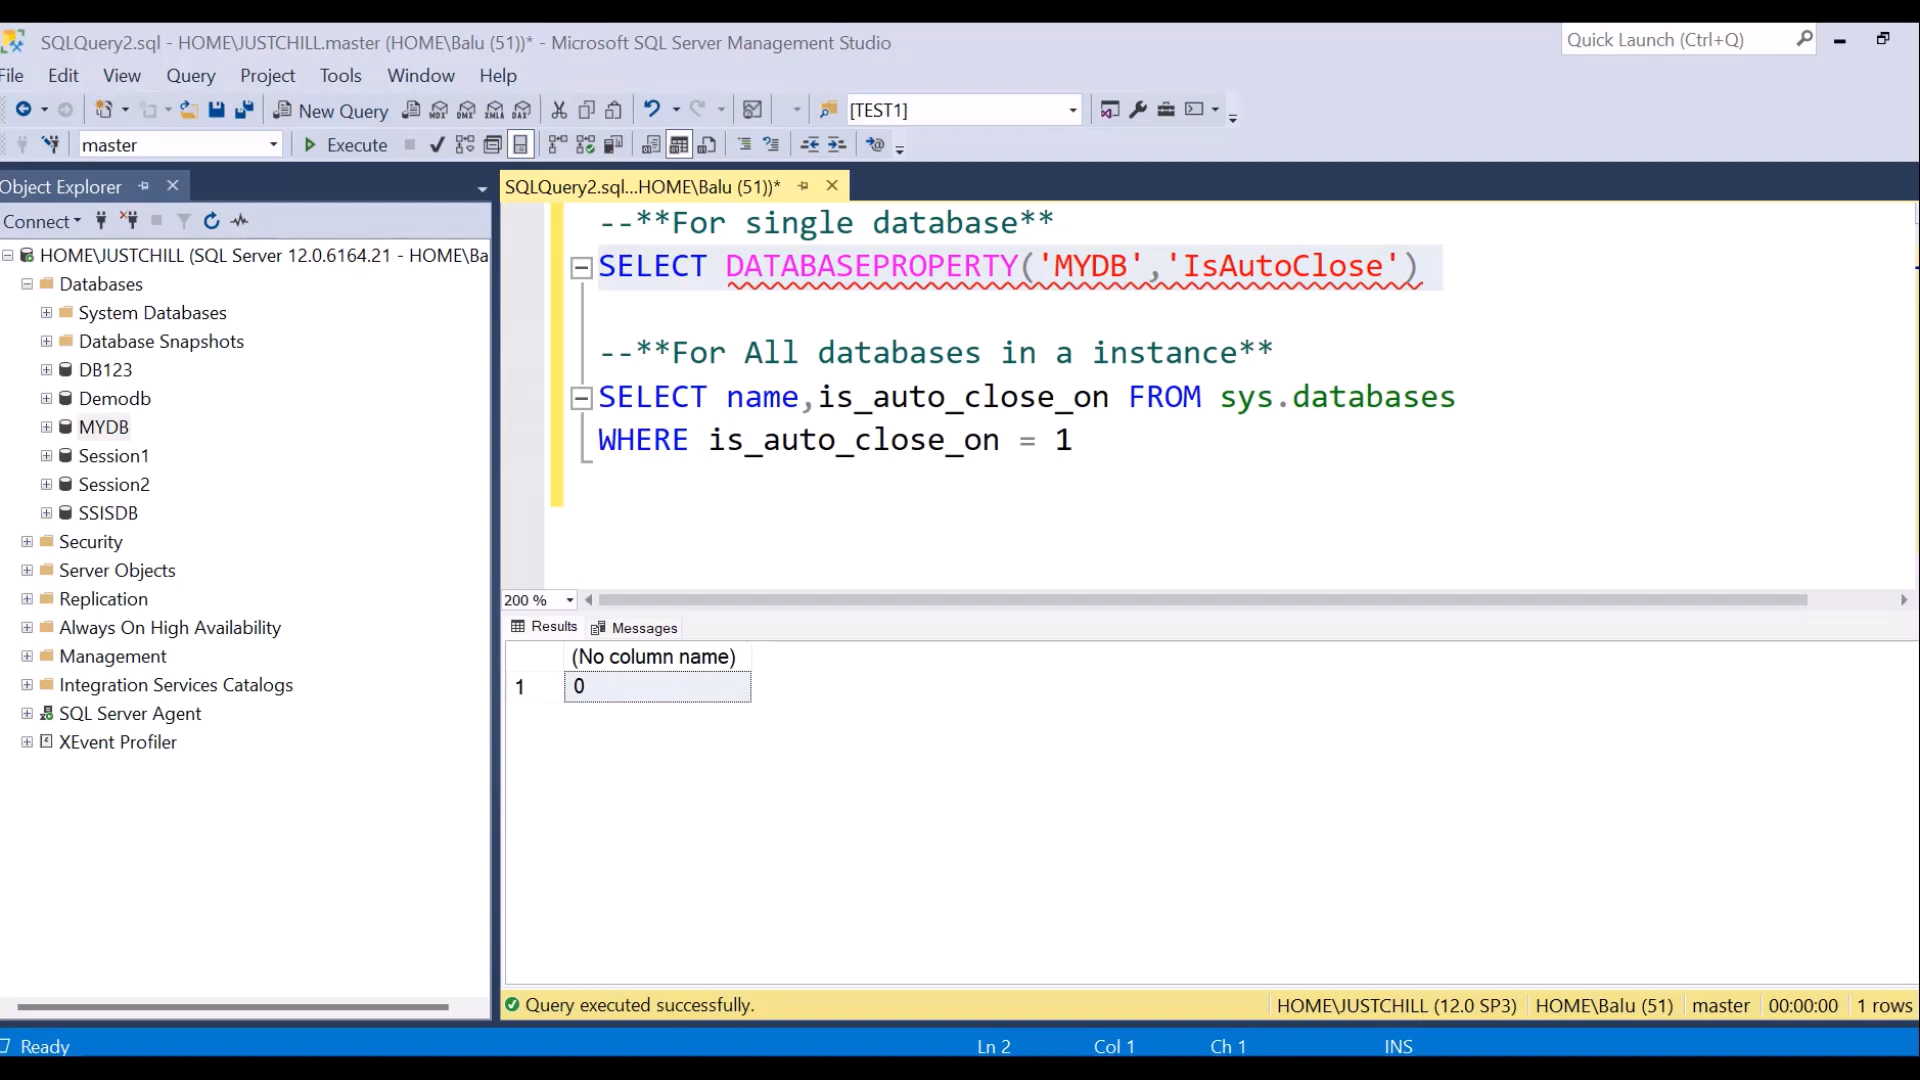 SQLQuery2.sql - HOME\JUSTCHILL.master (HOME\Balu (51))* - Microsoft SQL Server Management Studio
Quick Launch (Ctrl+Q)
File Edit View Query Project Tools Window Help
New Query
MDX DMX XMLA DAX
[TEST1]
master
Execute
Object Explorer
SQLQuery2.sql...HOME\Balu (51))*
Connect
HOME\JUSTCHILL (SQL Server 12.0.6164.21 - HOME\Ba
Databases
System Databases
Database Snapshots
DB123
Demodb
MYDB
Session1
Session2
SSISDB
Security
Server Objects
Replication
Always On High Availability
Management
Integration Services Catalogs
SQL Server Agent
XEvent Profiler
--**For single database**
SELECT DATABASEPROPERTY('MYDB','IsAutoClose')
--**For All databases in a instance**
SELECT name,is_auto_close_on FROM sys.databases
WHERE is_auto_close_on = 1
200 %
Results Messages
(No column name)
1 0
Query executed successfully.
HOME\JUSTCHILL (12.0 SP3) HOME\Balu (51) master 00:00:00 1 rows
Ready Ln 2 Col 1 Ch 1 INS